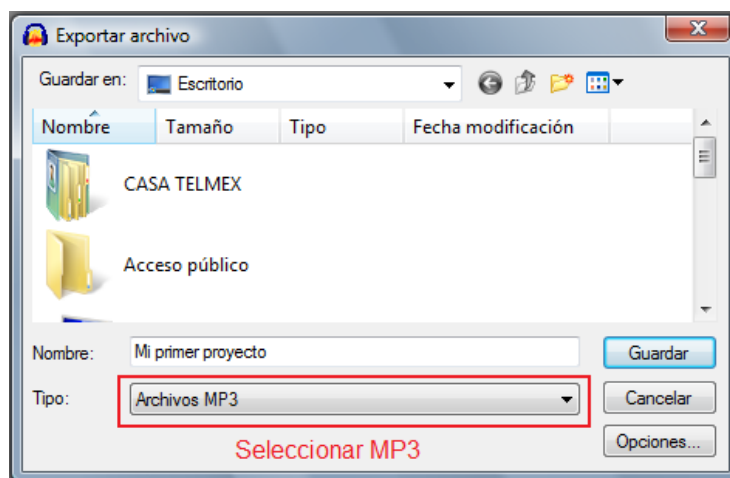 Exportar archivo
Guardar en: Escritorio
Nombre Tamaño Tipo Fecha modificación
CASA TELMEX
Acceso público
Nombre: Mi primer proyecto Guardar
Tipo: Archivos MP3 Cancelar
Seleccionar MP3 Opciones...